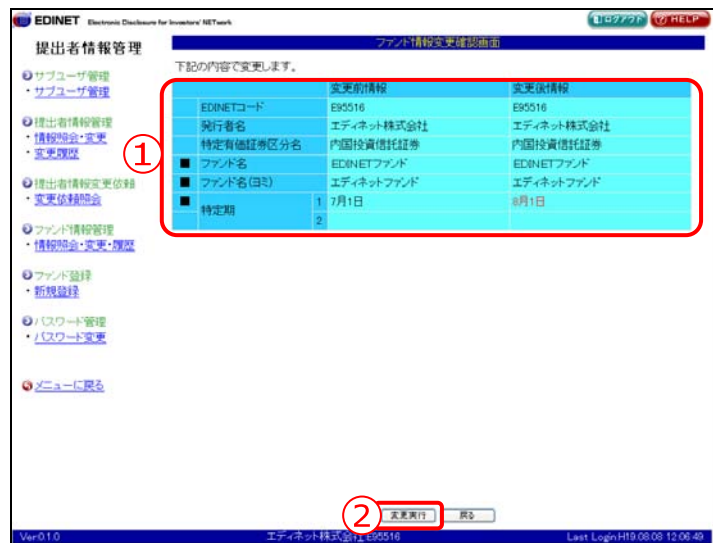 EDINET Electronic Disclosure for Investors' NETwork
ログアウト HELP
提出者情報管理
ファンド情報変更確認画面
下記の内容で変更します。
サブユーザ管理
・サブユーザ管理
提出者情報管理
・情報照会・変更
・変更履歴
提出者情報変更依頼
・変更依頼照会
ファンド情報管理
・情報照会・変更・履歴
ファンド登録
・新規登録
パスワード管理
・パスワード変更
メニューに戻る
①
変更前情報 変更後情報
EDINETコード E95516 E95516
発行者名 エディネット株式会社 エディネット株式会社
特定有価証券区分名 内国投資信託証券 内国投資信託証券
■ ファンド名 EDINETファンド EDINETファンド
■ ファンド名(ヨミ) エディネットファンド エディネットファンド
■ 特定期 1 7月1日 8月1日
2
② 変更実行 戻る
Ver.0.1.0 エディネット株式会社 E95516 Last Login:H19.08.08 12:06:49